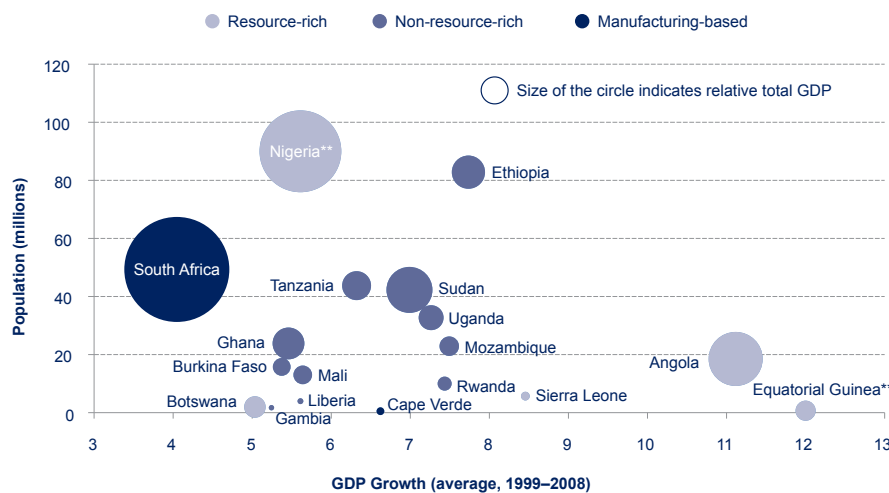 Resource-rich Non-resource-rich Manufacturing-based
120
Size of the circle indicates relative total GDP
100
Nigeria**
Ethiopia
80
60
South Africa
Tanzania Sudan
40
Uganda
Ghana Mozambique
20
Burkina Faso Mali Angola
Rwanda Sierra Leone Equatorial Guinea**
Botswana Liberia Cape Verde
0
Gambia
3 4 5 6 7 8 9 10 11 12 13
Population (millions)
GDP Growth (average, 1999–2008)